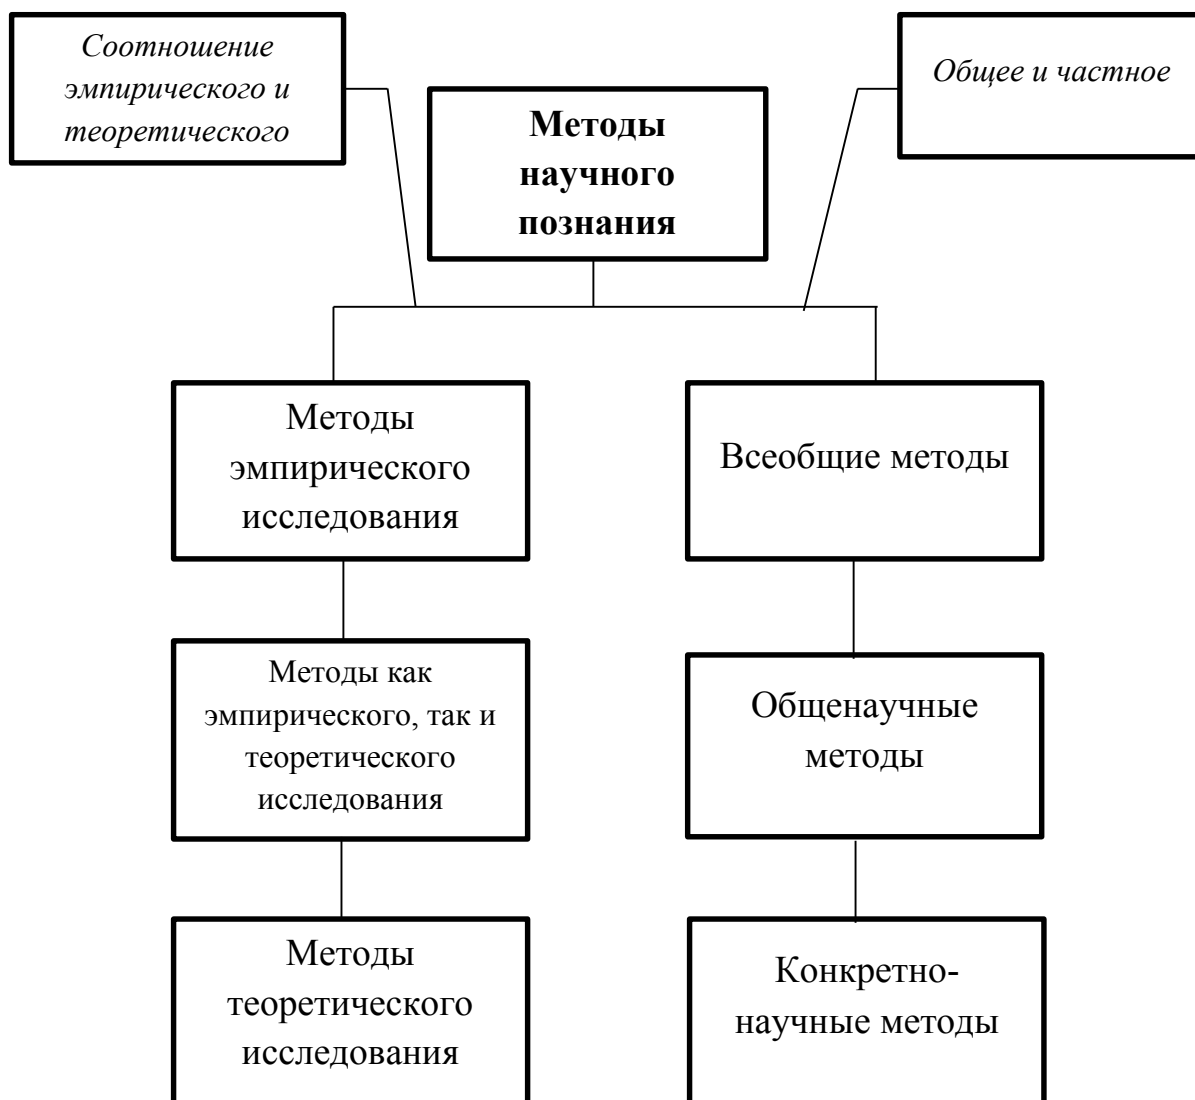 Соотношение
эмпирического и
теоретического
Общее и частное
Методы
научного
познания
Методы
эмпирического
исследования
Всеобщие методы
Методы как
эмпирического, так и
теоретического
исследования
Общенаучные
методы
Методы
теоретического
исследования
Конкретно-
научные методы